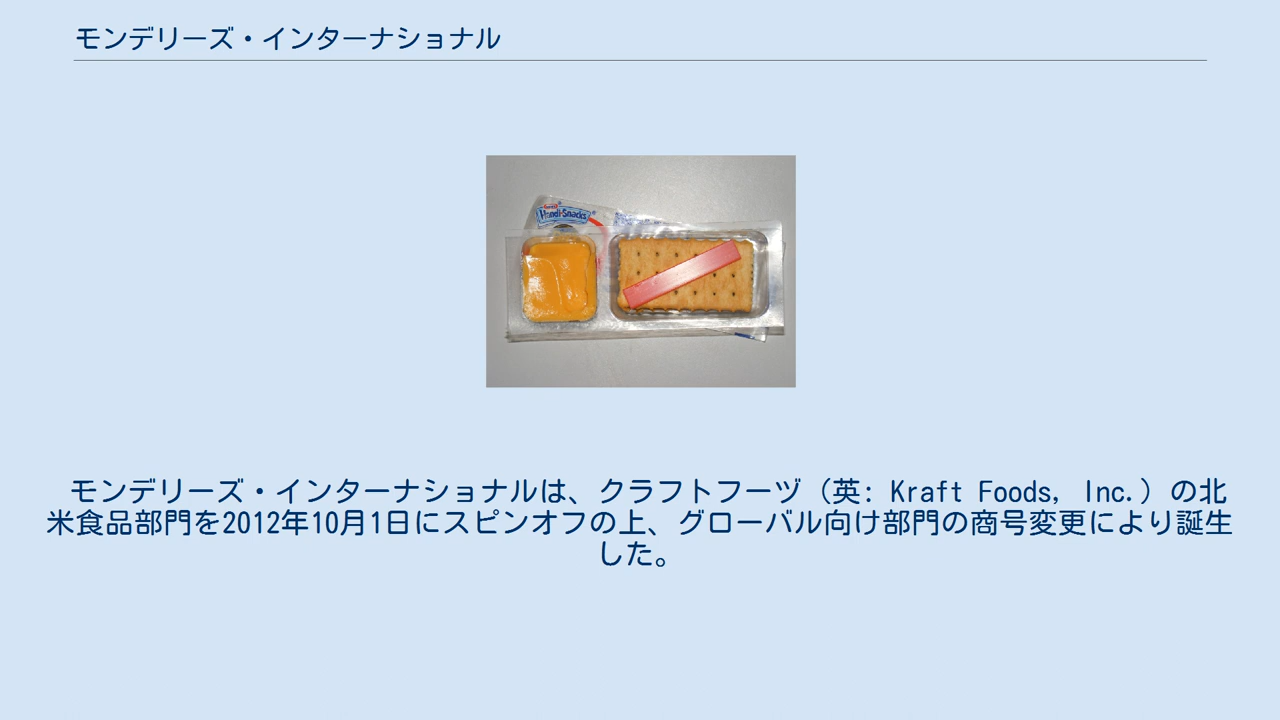 モンデリーズ・インターナショナル
Handi-Snacks
モンデリーズ・インターナショナルは、クラフトフーヅ（英: Kraft Foods, Inc.）の北
米食品部門を2012年10月1日にスピンオフの上、グローバル向け部門の商号変更により誕生
した。